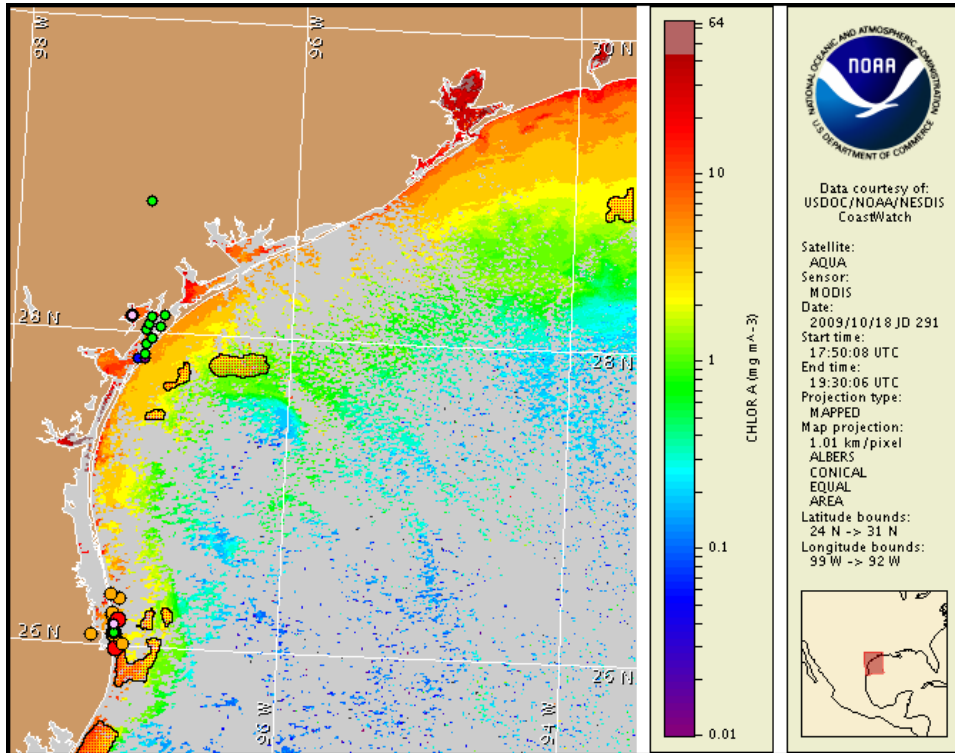 98 W
96 W
30 N
28 N
28 N
26 N
26 N
96 W
94 W
64
10
1
0.1
0.01
CHLOR A (mg m^-3)
NATIONAL OCEANIC AND ATMOSPHERIC ADMINISTRATION
NOAA
U.S. DEPARTMENT OF COMMERCE
Data courtesy of:
USDOC/NOAA/NESDIS
CoastWatch
Satellite:
AQUA
Sensor:
MODIS
Date:
2009/10/18 JD 291
Start time:
17:50:08 UTC
End time:
19:30:06 UTC
Projection type:
MAPPED
Map projection:
1.01 km/pixel
ALBERS
CONICAL
EQUAL
AREA
Latitude bounds:
24 N -> 31 N
Longitude bounds:
99 W -> 92 W